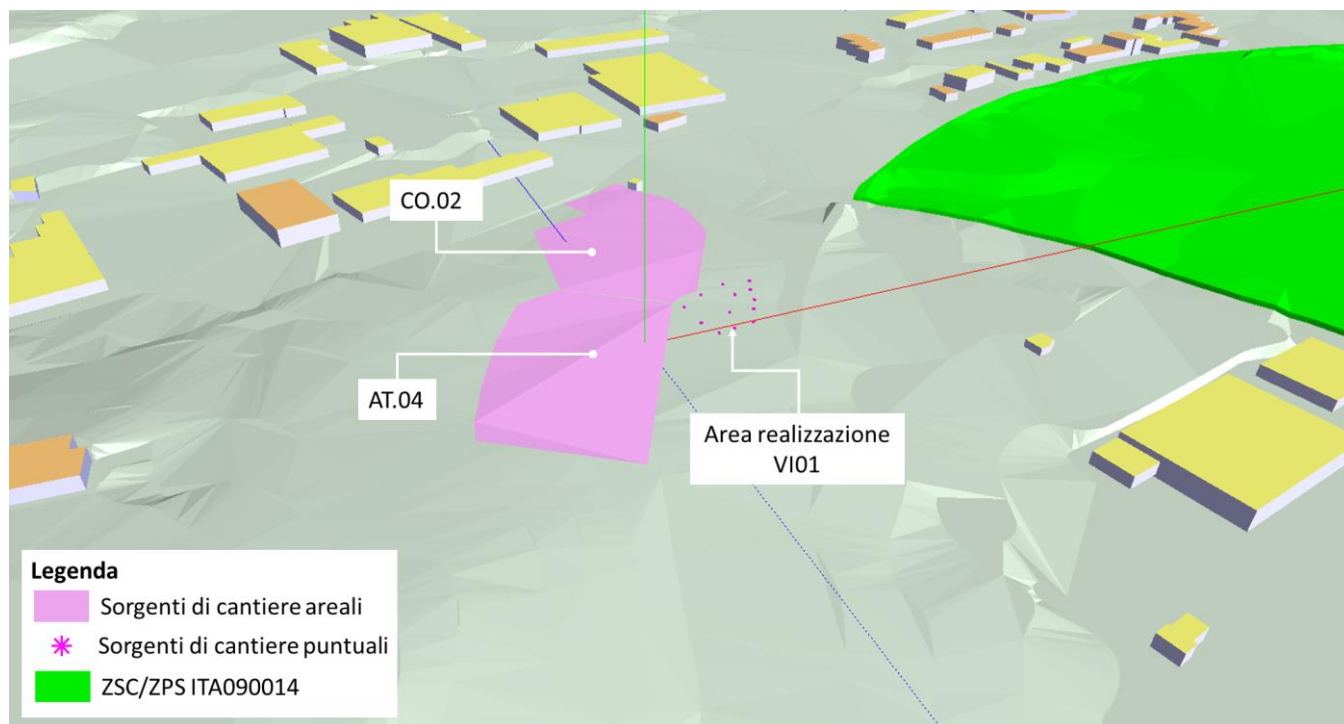 CO.02
AT.04
Area realizzazione
VI01
Legenda
Sorgenti di cantiere areali
Sorgenti di cantiere puntuali
ZSC/ZPS ITA090014